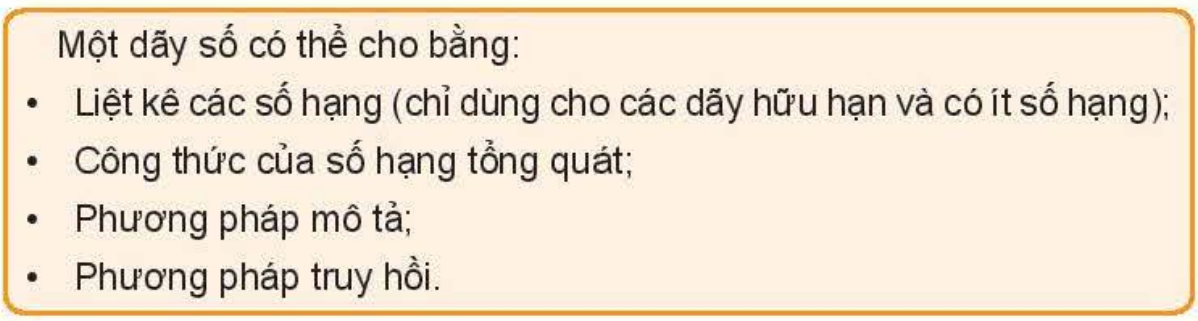 Một dãy số có thể cho bằng:
• Liệt kê các số hạng (chỉ dùng cho các dãy hữu hạn và có ít số hạng);
• Công thức của số hạng tổng quát;
• Phương pháp mô tả;
• Phương pháp truy hồi.